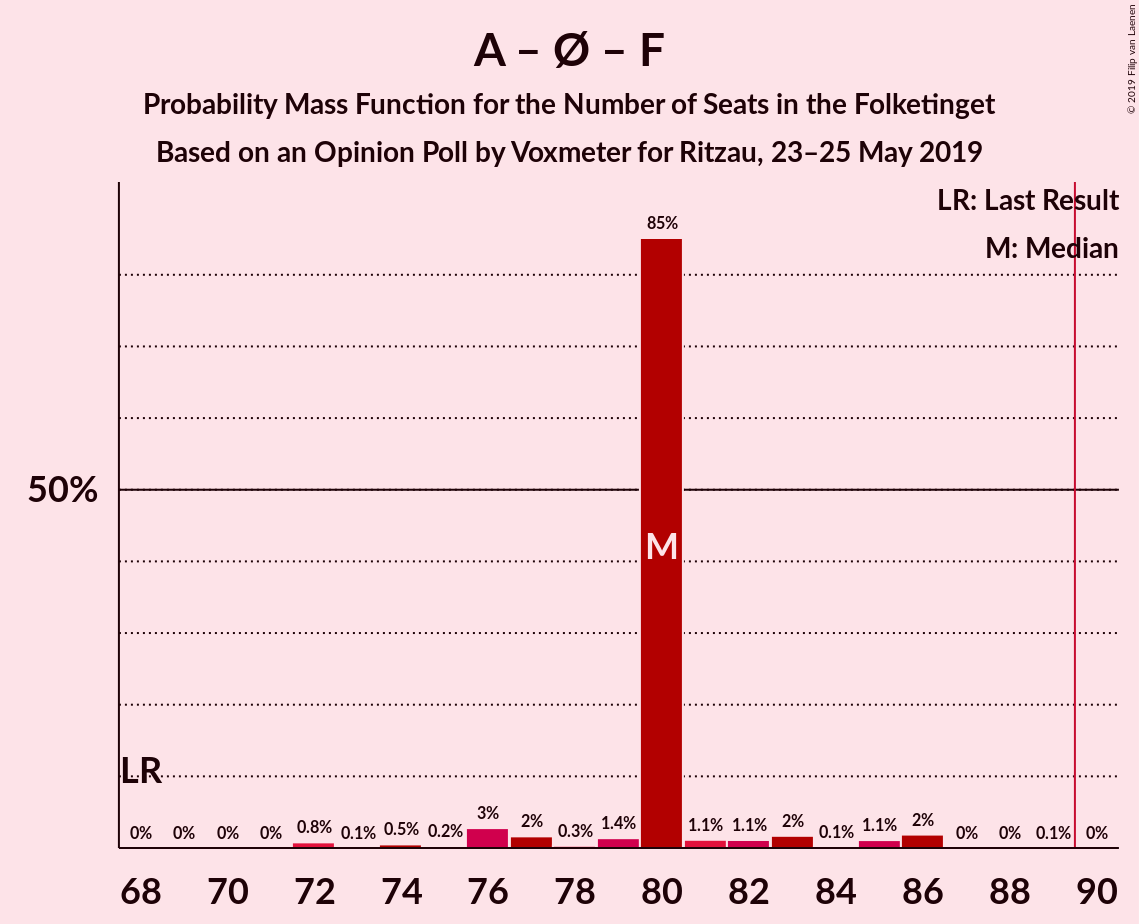 A – Ø – F
Probability Mass Function for the Number of Seats in the Folketinget
Based on an Opinion Poll by Voxmeter for Ritzau, 23–25 May 2019
© 2019 Filip van Laenen
LR: Last Result
M: Median
85%
50%
M
LR
0% 0% 0% 0% 0.8% 0.1% 0.5% 0.2% 3% 2% 0.3% 1.4% 1.1% 1.1% 2% 0.1% 1.1% 2% 0% 0% 0.1% 0%
68 70 72 74 76 78 80 82 84 86 88 90